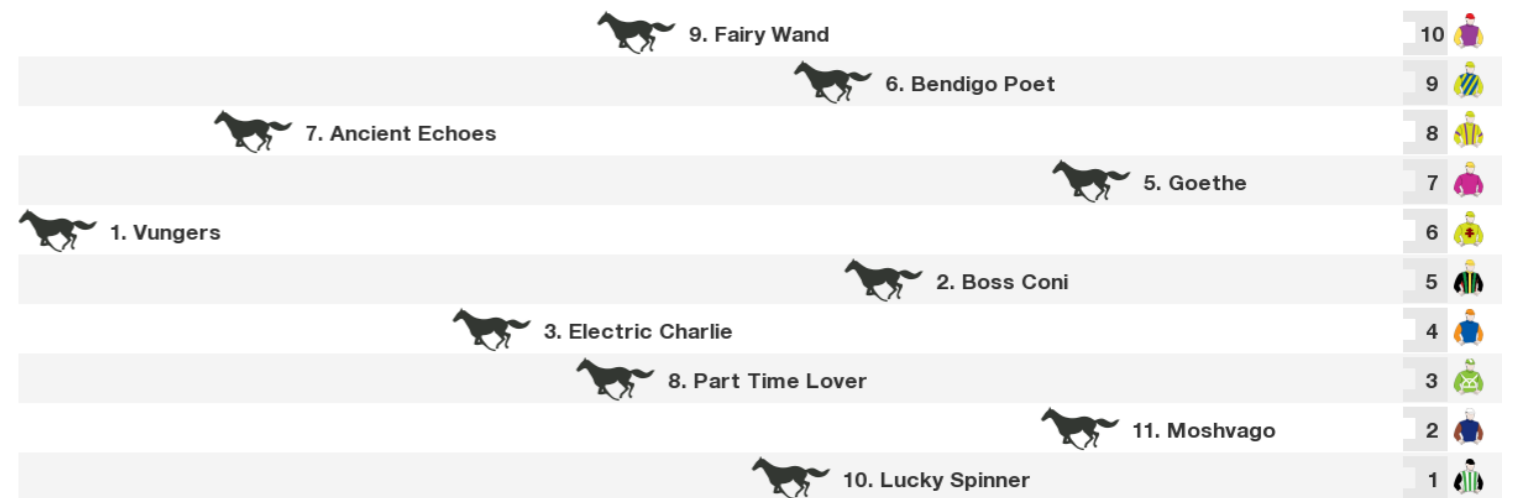 9. Fairy Wand 10
6. Bendigo Poet 9
7. Ancient Echoes 8
5. Goethe 7
1. Vungers 6
2. Boss Coni 5
3. Electric Charlie 4
8. Part Time Lover 3
11. Moshvago 2
10. Lucky Spinner 1